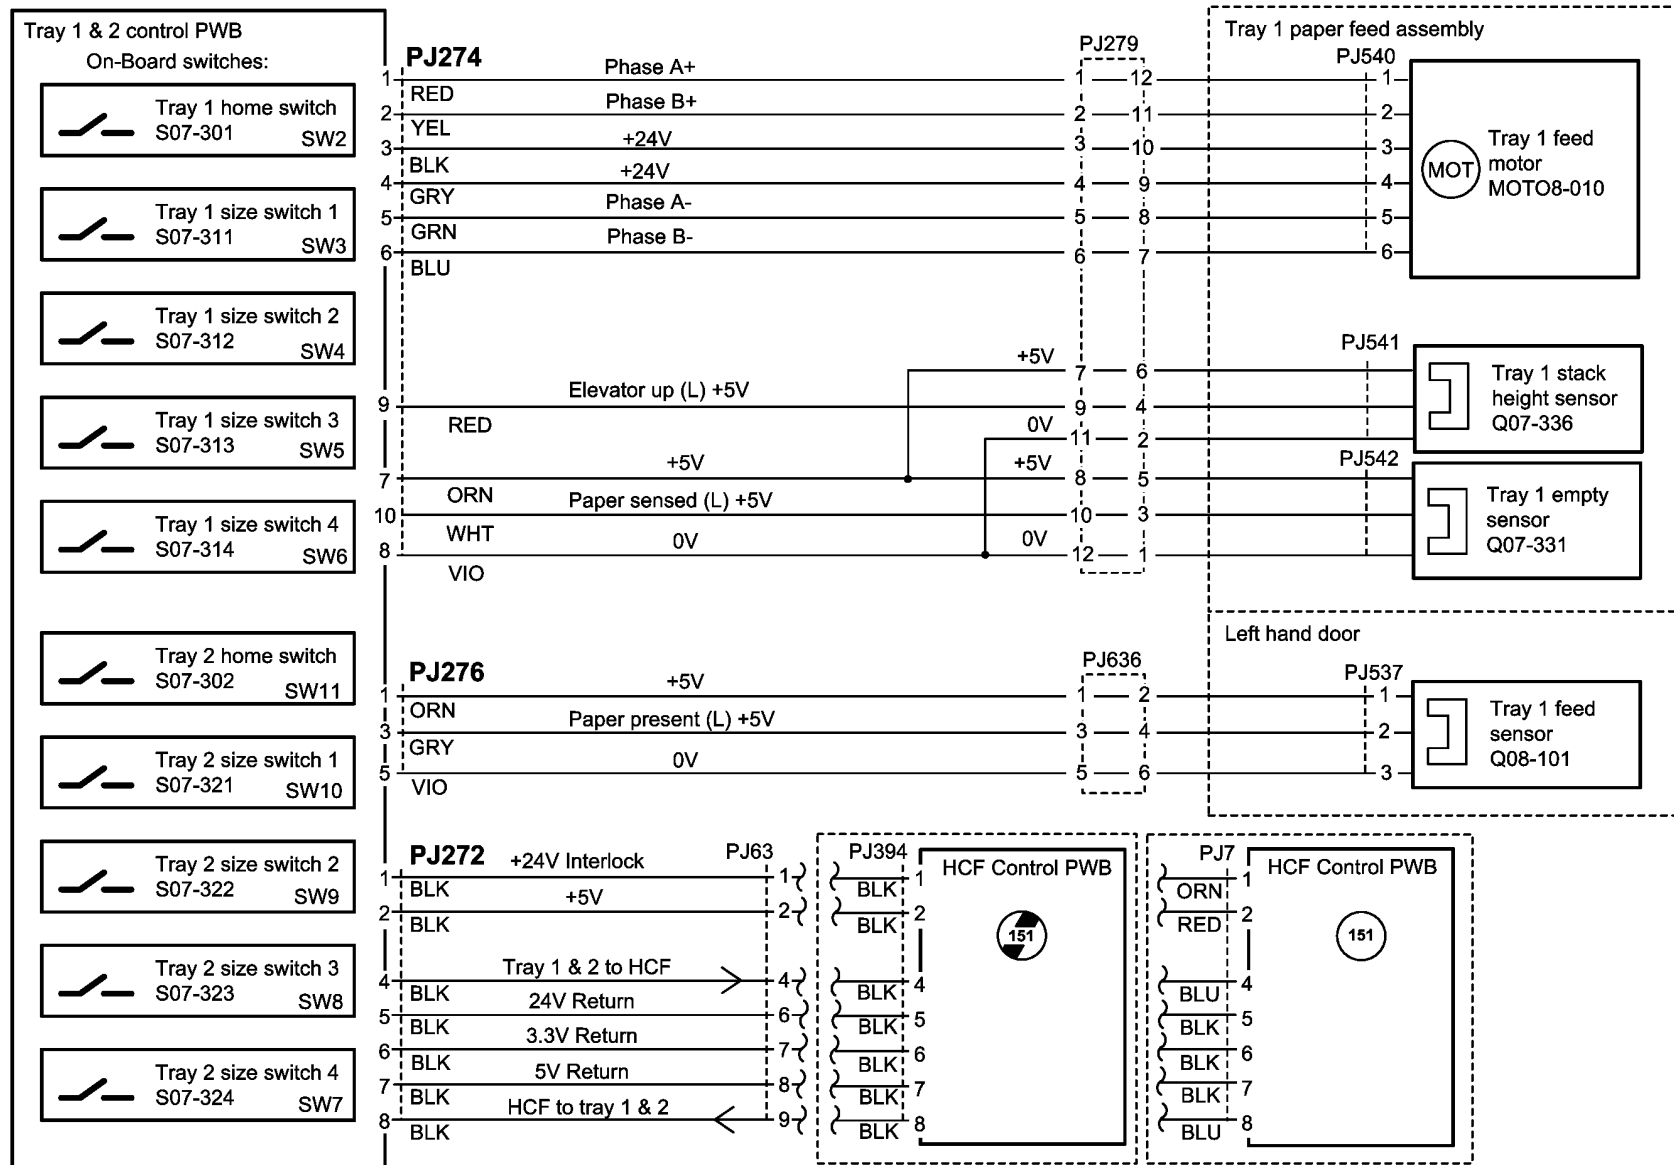 Tray 1 & 2 control PWB
On-Board switches:
Tray 1 home switch
S07-301
SW2
Tray 1 size switch 1
S07-311
SW3
Tray 1 size switch 2
S07-312
SW4
Tray 1 size switch 3
S07-313
SW5
Tray 1 size switch 4
S07-314
SW6
Tray 2 home switch
S07-302
SW11
Tray 2 size switch 1
S07-321
SW10
Tray 2 size switch 2
S07-322
SW9
Tray 2 size switch 3
S07-323
SW8
Tray 2 size switch 4
S07-324
SW7
PJ274
PJ279
Tray 1 paper feed assembly
PJ540
1 Phase A+ 1 12 1
RED
2 Phase B+ 2 11 2
YEL
3 +24V 3 10 3
BLK
4 +24V 4 9 4
GRY
5 Phase A- 5 8 5
GRN
6 Phase B- 6 7 6
BLU
MOT
Tray 1 feed
motor
MOTO8-010
PJ541
+5V 7 6
9 Elevator up (L) +5V 9 4
RED
0V 11 2
Tray 1 stack
height sensor
Q07-336
PJ542
7 +5V +5V 8 5
ORN
10 Paper sensed (L) +5V 10 3
WHT
8 0V 0V 12 1
VIO
Tray 1 empty
sensor
Q07-331
Left hand door
PJ276
PJ636
PJ537
1 +5V 1 2 1
ORN
3 Paper present (L) +5V 3 4 2
GRY
5 0V 5 6 3
VIO
Tray 1 feed
sensor
Q08-101
PJ272
PJ63
1 +24V Interlock 1
BLK
2 +5V 2
BLK
4 Tray 1 & 2 to HCF 4
BLK
5 24V Return 6
BLK
6 3.3V Return 7
BLK
7 5V Return 8
BLK
8 HCF to tray 1 & 2 9
BLK
PJ394
HCF Control PWB
151
BLK 1
BLK 2
BLK 4
BLK 5
BLK 6
BLK 7
BLK 8
PJ7
HCF Control PWB
151
ORN 1
RED 2
BLU 4
BLK 5
BLK 6
BLK 7
BLU 8